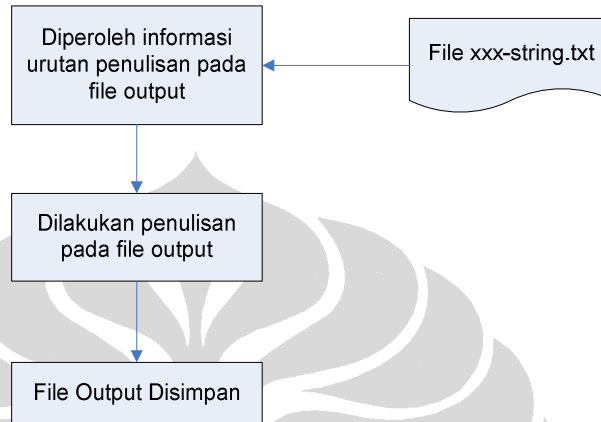 Diperoleh informasi
urutan penulisan pada
file output
File xxx-string.txt
Dilakukan penulisan
pada file output
File Output Disimpan